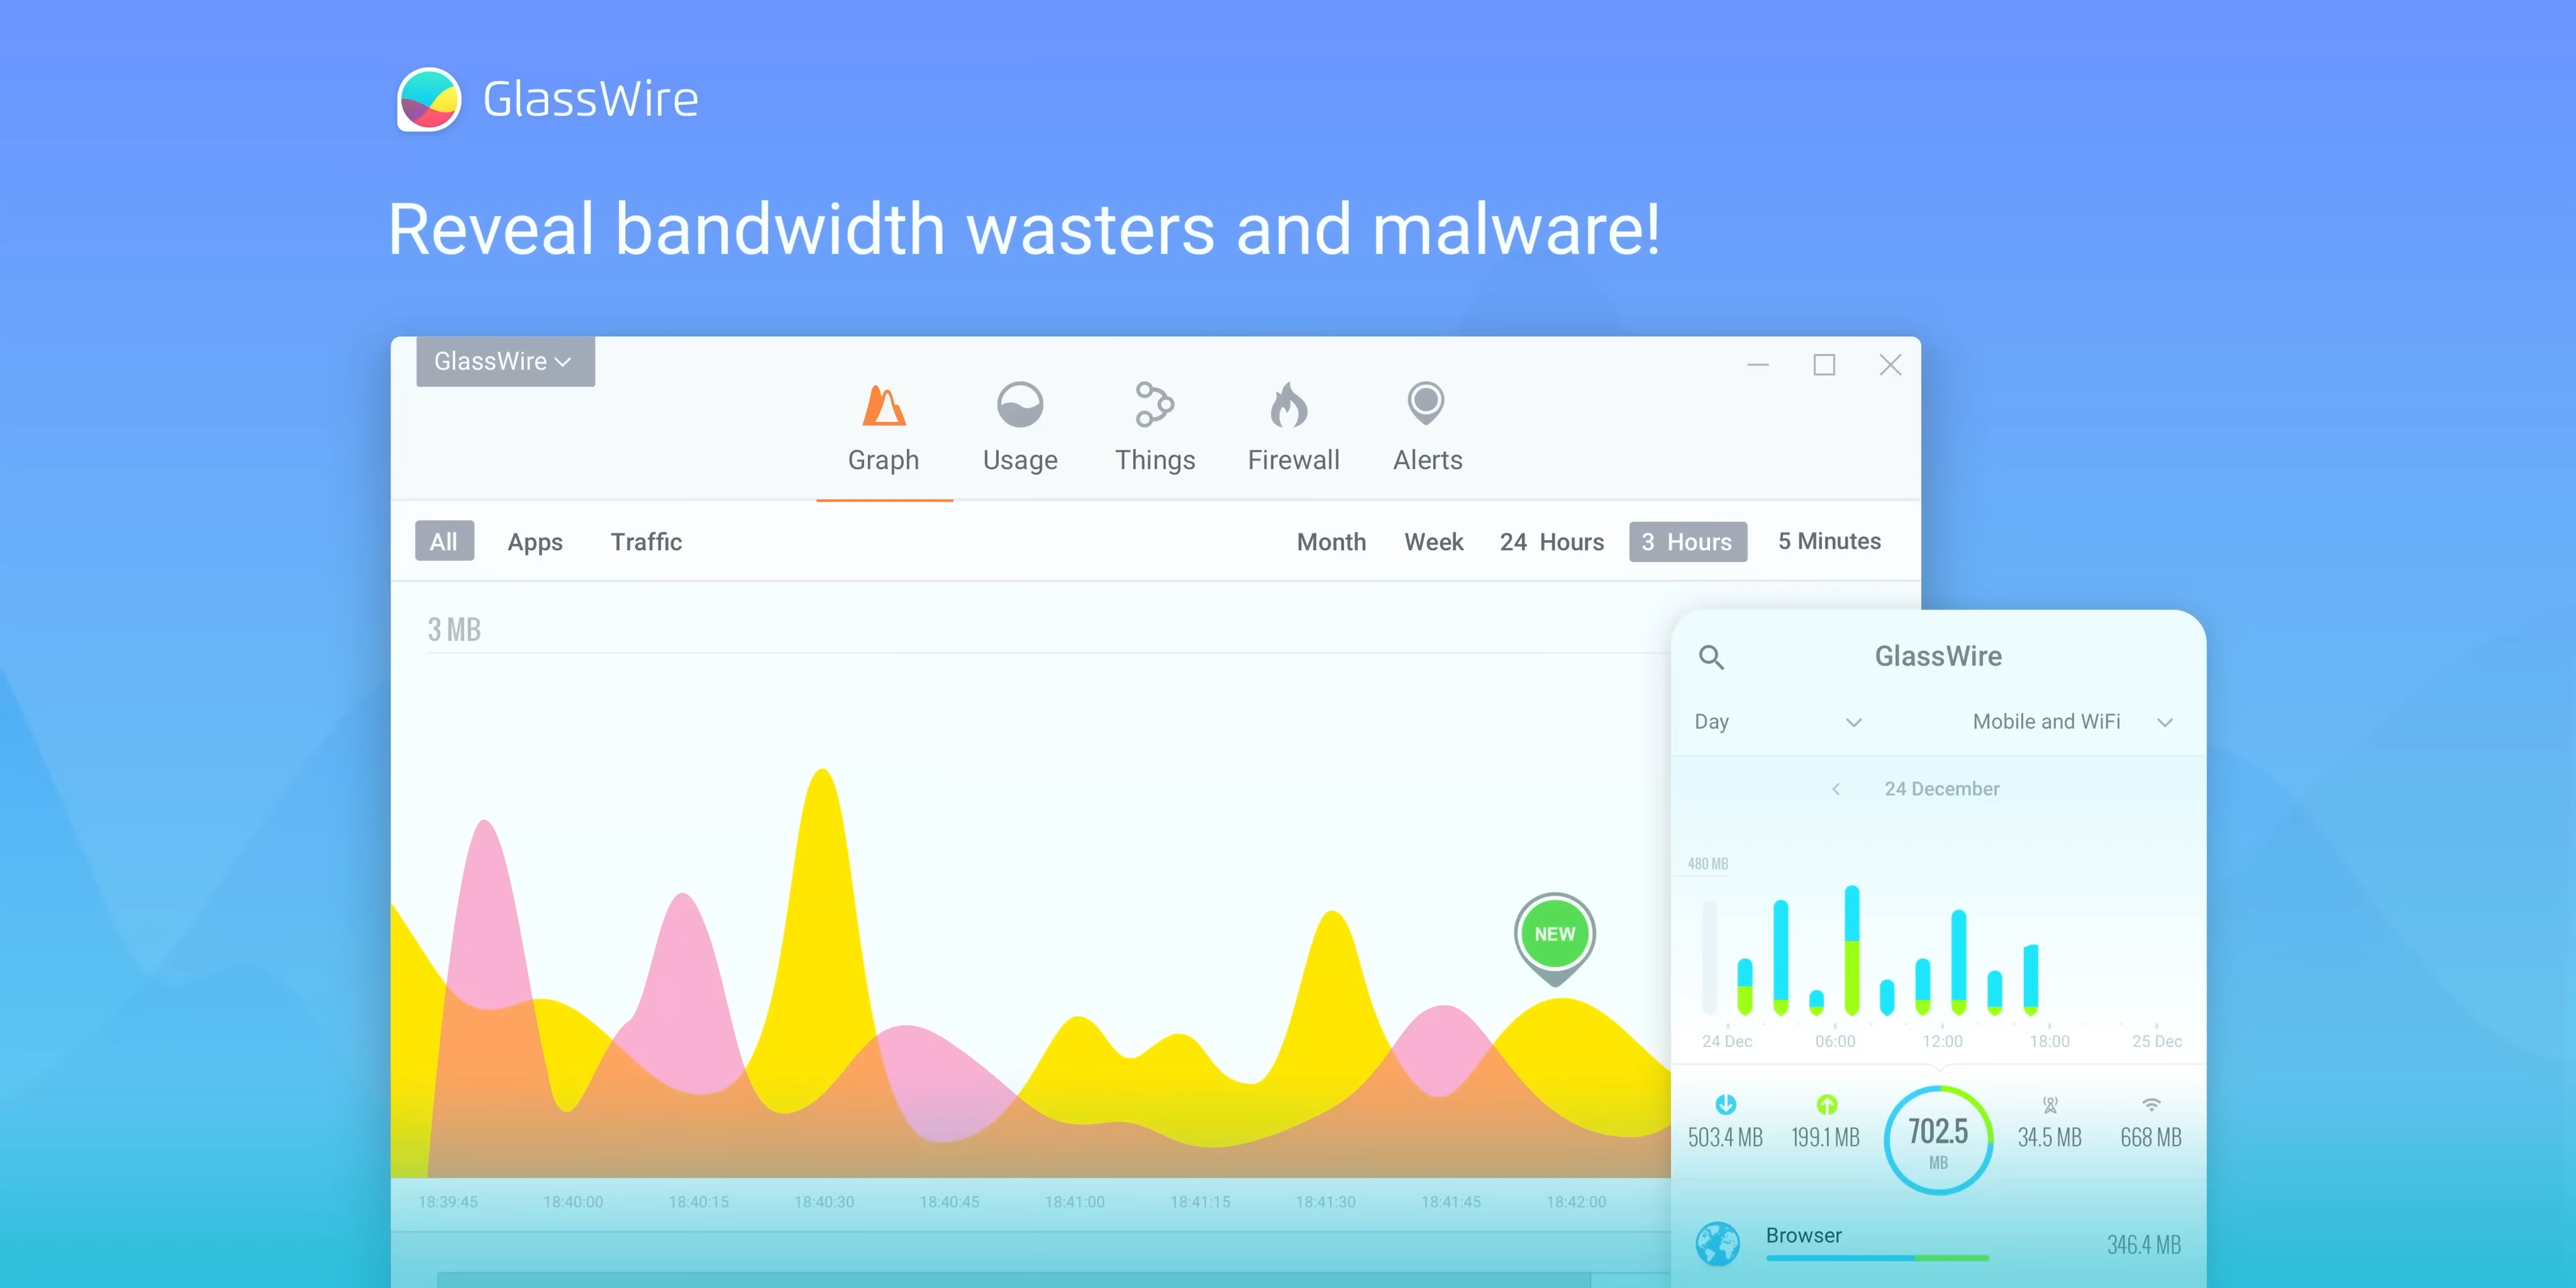 GlassWire
Reveal bandwidth wasters and malware!
GlassWire
Graph Usage Things Firewall Alerts
All Apps Traffic Month Week 24 Hours 3 Hours 5 Minutes
3 MB
NEW
18:39:45 18:40:00 18:40:15 18:40:30 18:40:45 18:41:00 18:41:15 18:41:30 18:41:45 18:42:00
GlassWire
Day Mobile and WiFi
24 December
480 MB
24 Dec 06:00 12:00 18:00 25 Dec
503.4 MB 199.1 MB 702.5 MB 34.5 MB 668 MB
Browser 346.4 MB